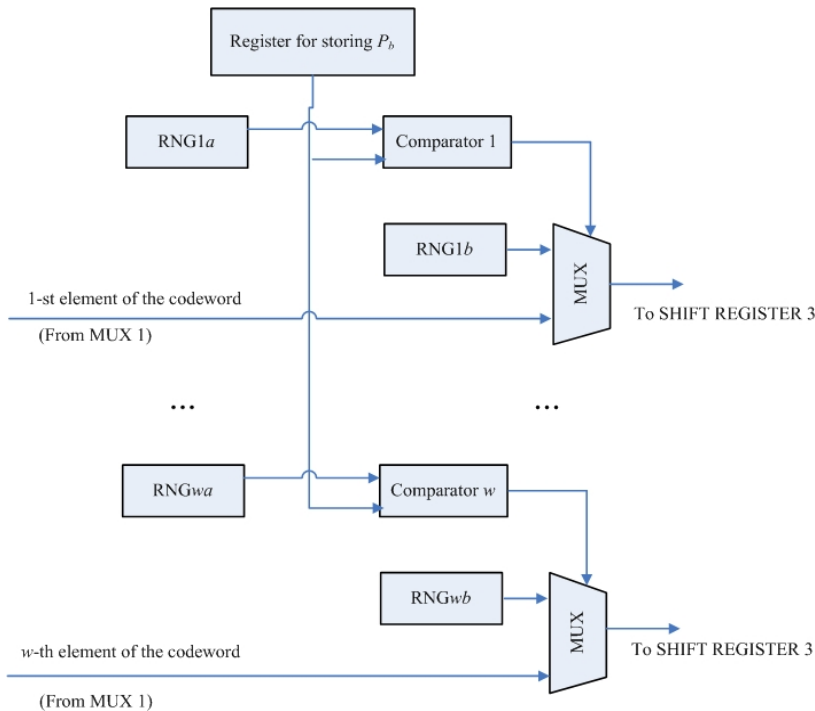 Register for storing P_b
RNG1a
Comparator 1
RNG1b
MUX
1-st element of the codeword
(From MUX 1)
To SHIFT REGISTER 3
...
...
RNGwa
Comparator w
RNGwb
MUX
w-th element of the codeword
(From MUX 1)
To SHIFT REGISTER 3